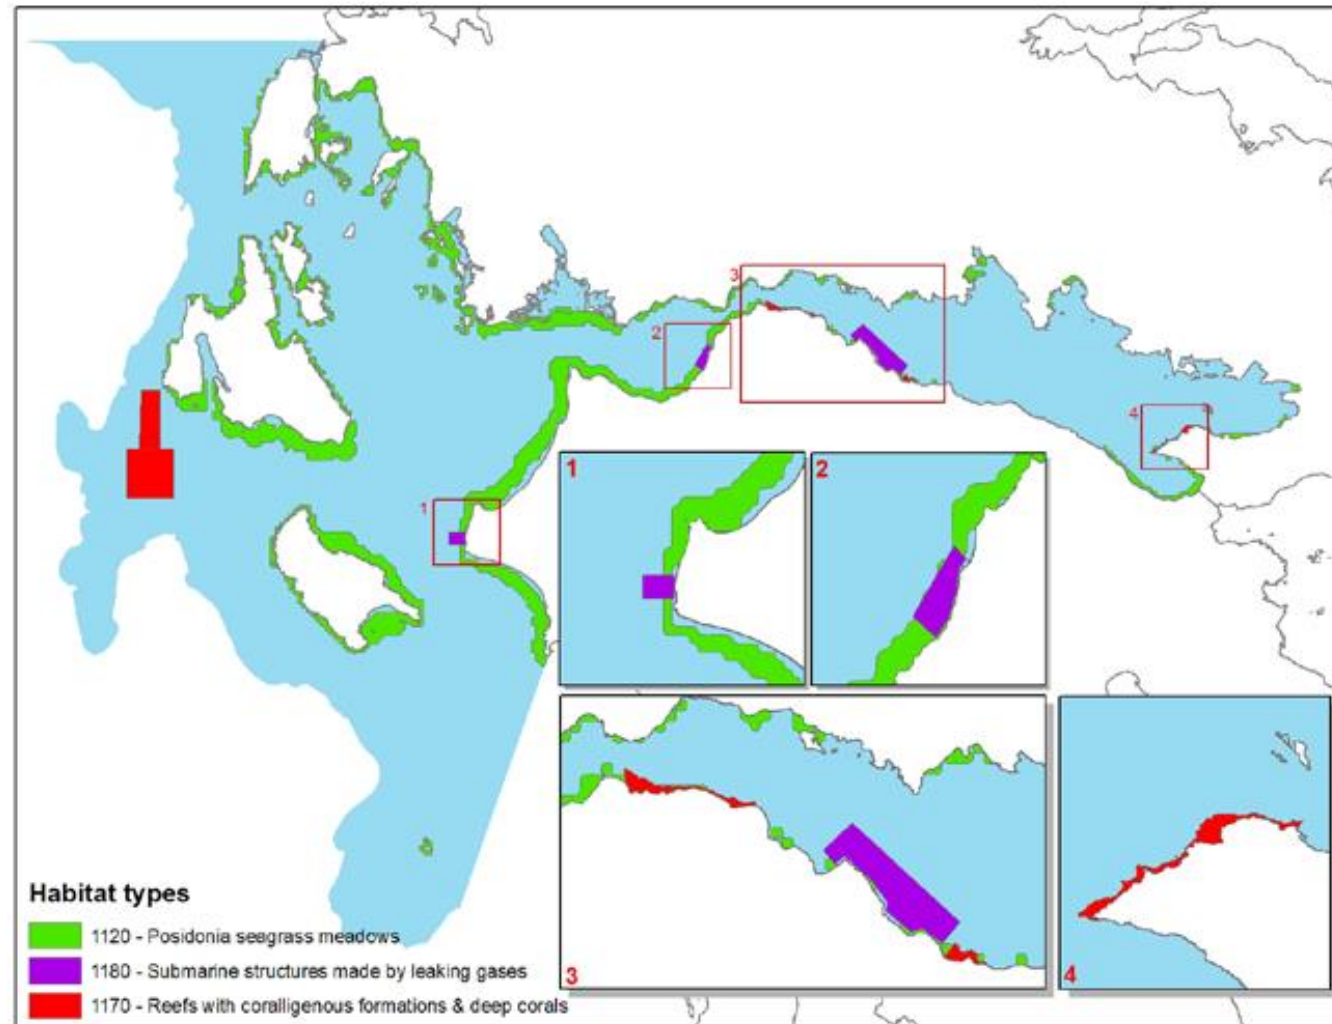 3
2
4
1
1
2
3
4
Habitat types
1120 - Posidonia seagrass meadows
1180 - Submarine structures made by leaking gases
1170 - Reefs with coralligenous formations & deep corals